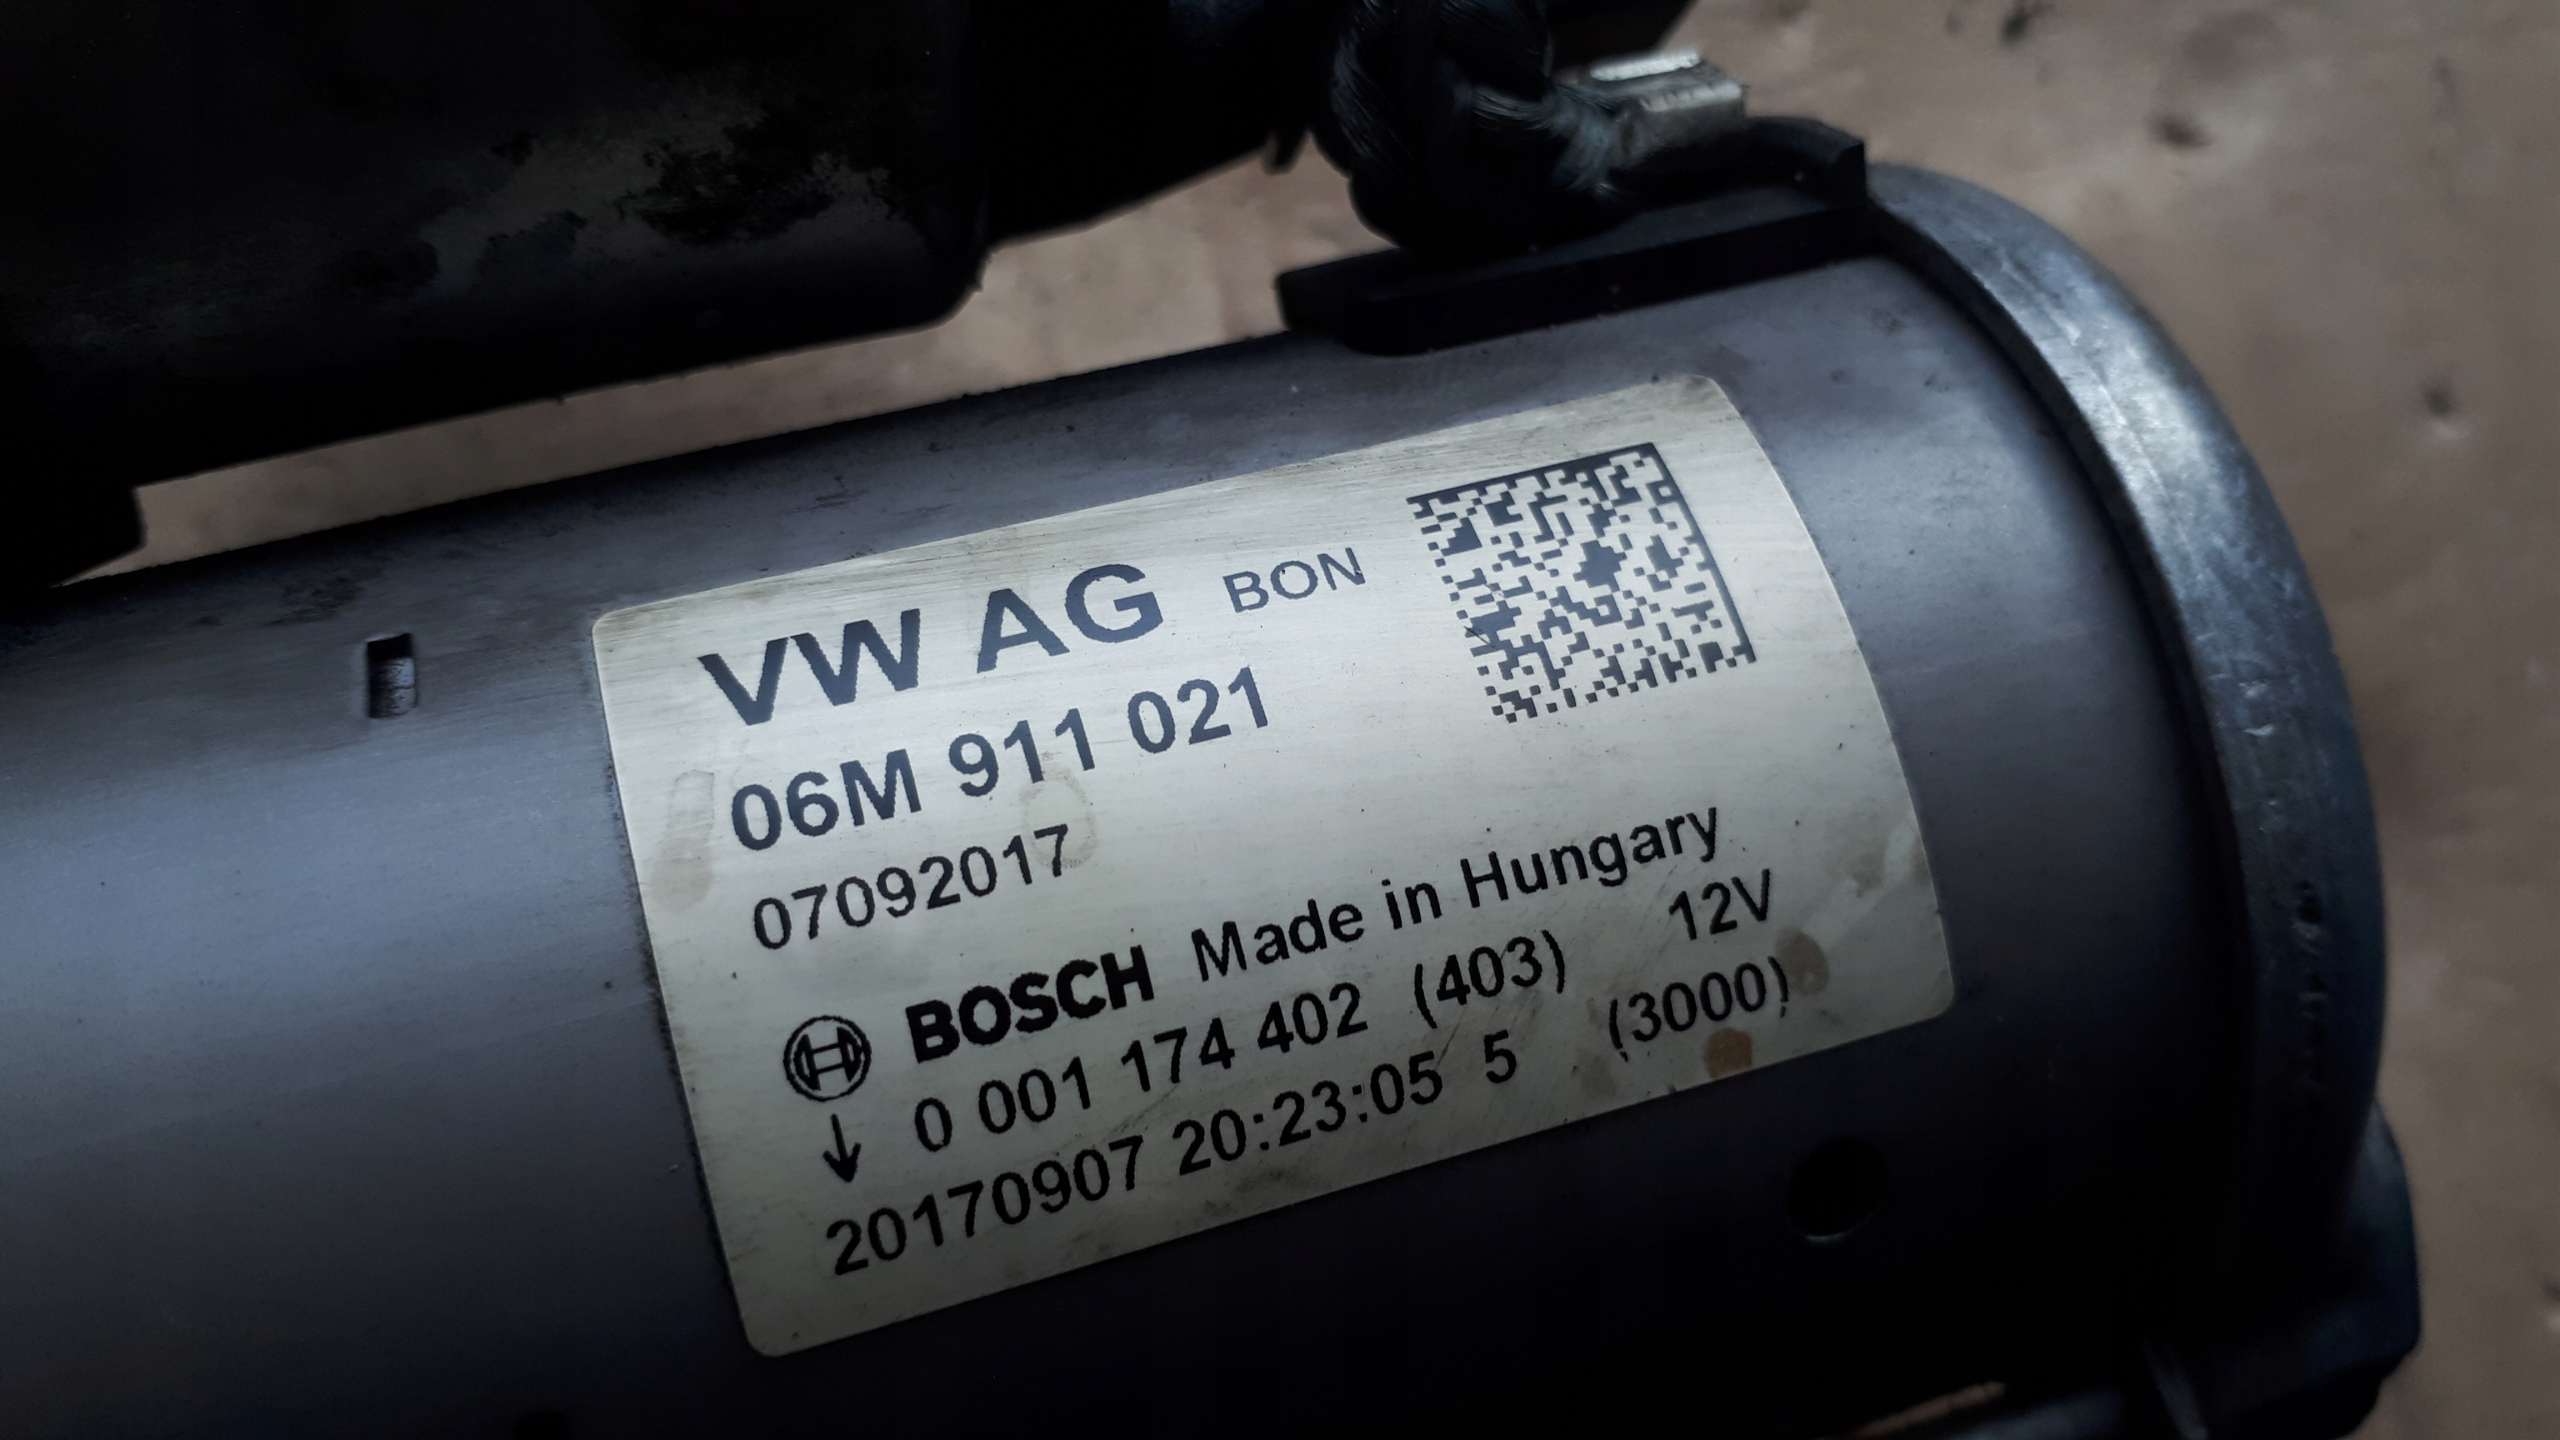 VW AG BON
06M 911 021
07092017
BOSCH Made in Hungary
0 001 174 402 (403) 12V
20170907 20:23:05 5 (3000)